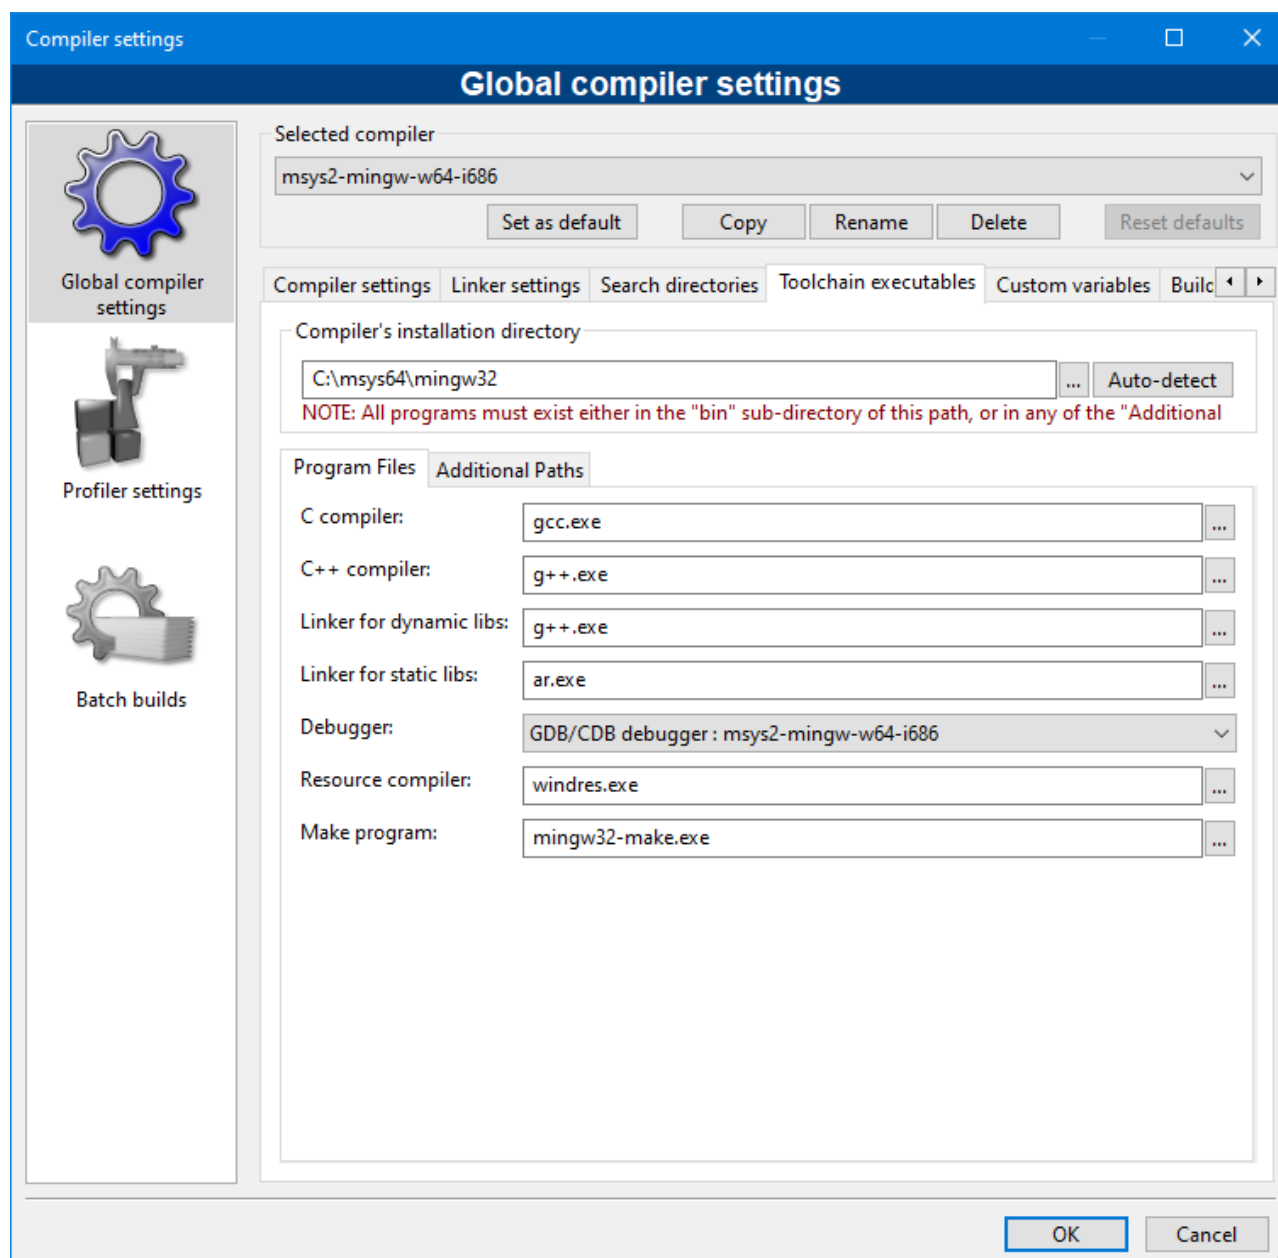 Compiler settings
Global compiler settings
Global compiler
settings
Profiler settings
Batch builds
Selected compiler
msys2-mingw-w64-i686
Set as default Copy Rename Delete Reset defaults
Compiler settings Linker settings Search directories Toolchain executables Custom variables Build
Compiler's installation directory
C:\msys64\mingw32 ... Auto-detect
NOTE: All programs must exist either in the "bin" sub-directory of this path, or in any of the "Additional
Program Files Additional Paths
C compiler: gcc.exe ...
C++ compiler: g++.exe ...
Linker for dynamic libs: g++.exe ...
Linker for static libs: ar.exe ...
Debugger: GDB/CDB debugger : msys2-mingw-w64-i686
Resource compiler: windres.exe ...
Make program: mingw32-make.exe ...
OK Cancel